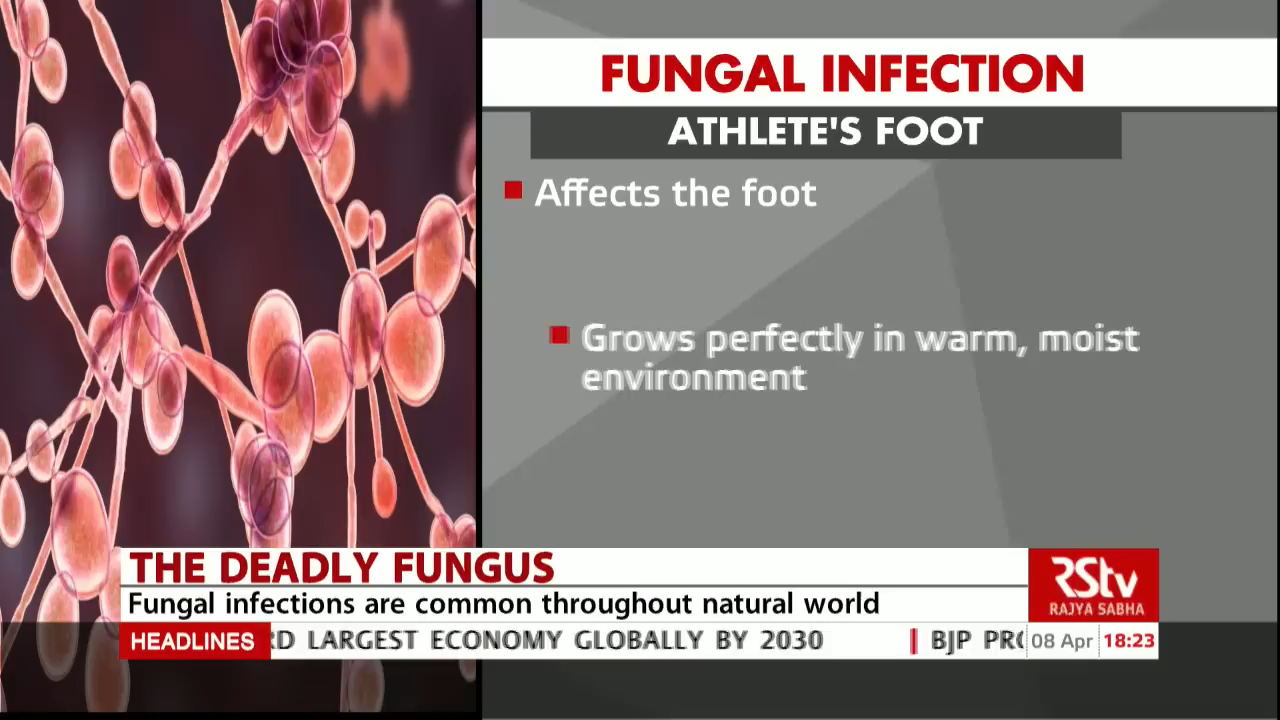 FUNGAL INFECTION
ATHLETE'S FOOT
Affects the foot
Grows perfectly in warm, moist
environment
THE DEADLY FUNGUS
Fungal infections are common throughout natural world
RStv
RAJYA SABHA
HEADLINES
LARGEST ECONOMY GLOBALLY BY 2030 | BJP
08 Apr 18:23